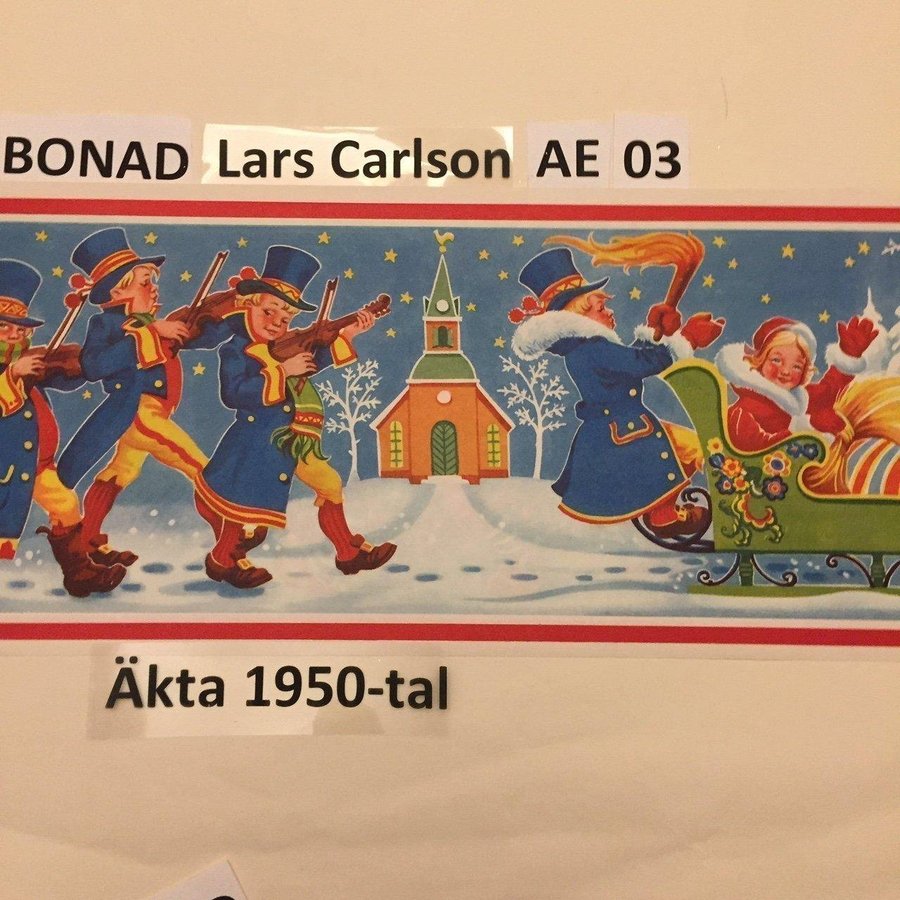 BONAD Lars Carlson AE 03
Äkta 1950-tal